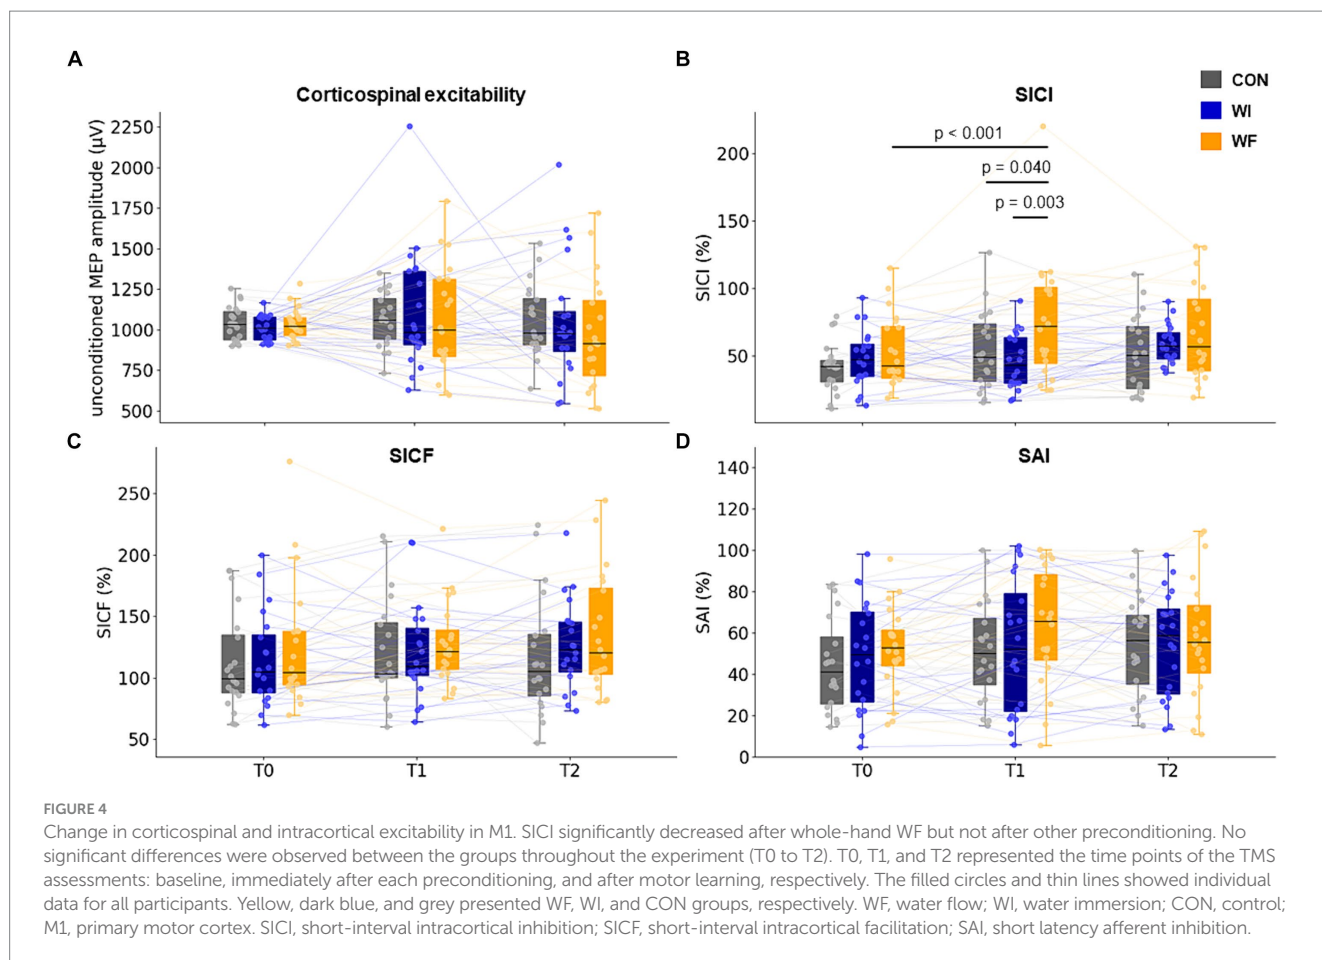 A
Corticospinal excitability
unconditioned MEP amplitude (μV)
2250
2000
1750
1500
1250
1000
750
500
B
SICI
CON
WI
WF
p < 0.001
p = 0.040
p = 0.003
SICI (%)
200
150
100
50
C
SICF
SICF (%)
250
200
150
100
50
T0
T1
T2
D
SAI
SAI (%)
140
120
100
80
60
40
20
0
T0
T1
T2
FIGURE 4
Change in corticospinal and intracortical excitability in M1. SICI significantly decreased after whole-hand WF but not after other preconditioning. No
significant differences were observed between the groups throughout the experiment (T0 to T2). T0, T1, and T2 represented the time points of the TMS
assessments: baseline, immediately after each preconditioning, and after motor learning, respectively. The filled circles and thin lines showed individual
data for all participants. Yellow, dark blue, and grey presented WF, WI, and CON groups, respectively. WF, water flow; WI, water immersion; CON, control;
M1, primary motor cortex. SICI, short-interval intracortical inhibition; SICF, short-interval intracortical facilitation; SAI, short latency afferent inhibition.